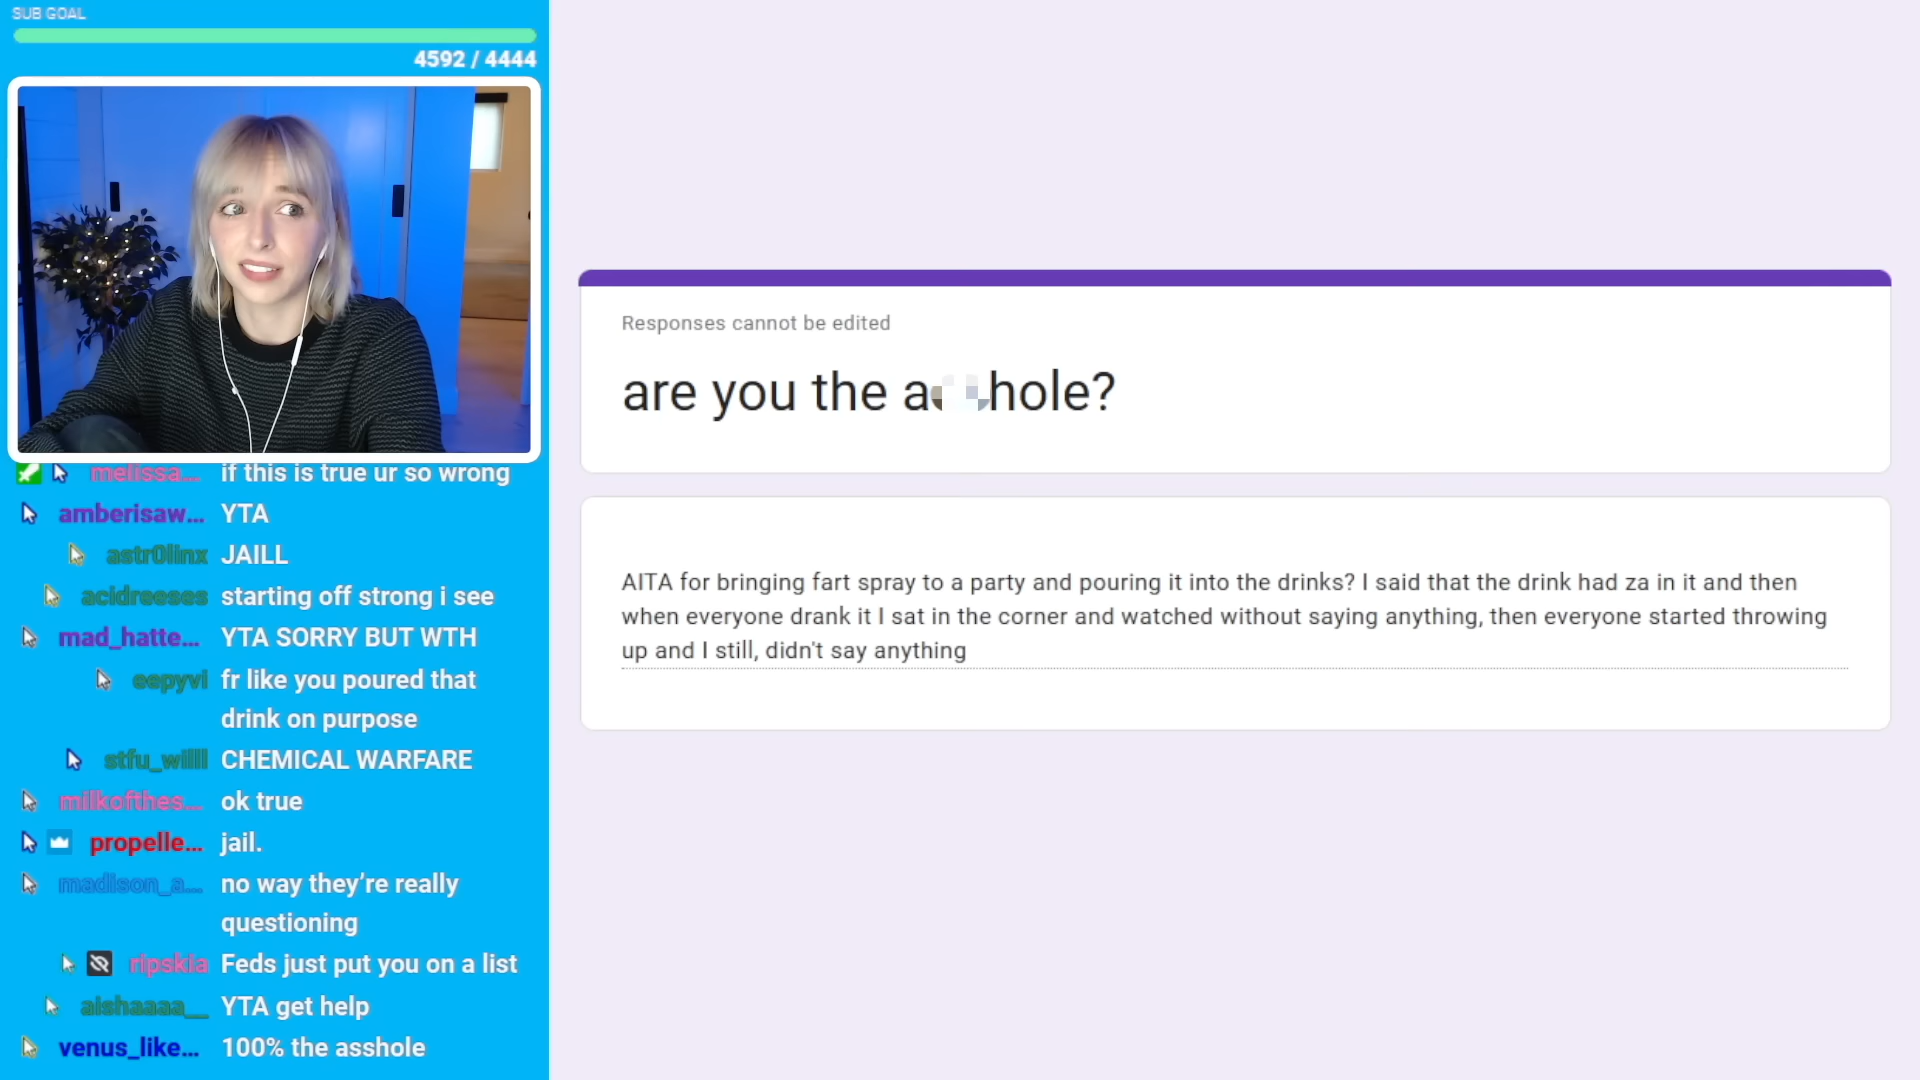 SUB GOAL
4592 / 4444
melissa... if this is true ur so wrong
amberisaw... YTA
astr0linx JAILL
acidreeses starting off strong i see
mad_hatte... YTA SORRY BUT WTH
eepyvi fr like you poured that
drink on purpose
stfu_willl CHEMICAL WARFARE
milkofthes... ok true
propelle... jail.
madison_a... no way they're really
questioning
ripskia Feds just put you on a list
aishaaaa__ YTA get help
venus_like... 100% the asshole
Responses cannot be edited
are you the a hole?
AITA for bringing fart spray to a party and pouring it into the drinks? I said that the drink had za in it and then
when everyone drank it I sat in the corner and watched without saying anything, then everyone started throwing
up and I still, didn't say anything